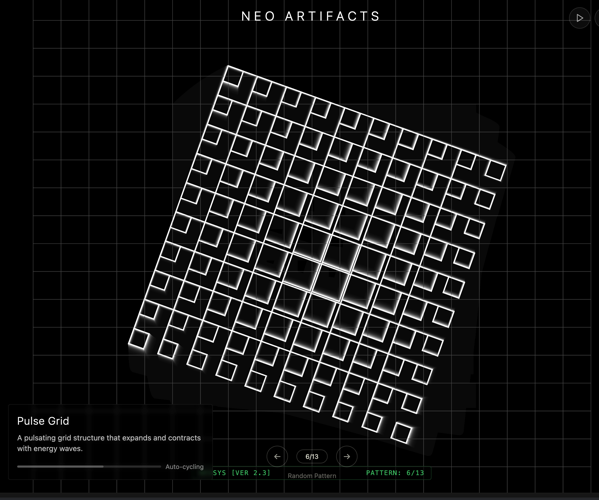 NEO ARTIFACTS
Pulse Grid
A pulsating grid structure that expands and contracts
with energy waves.
Auto-cycling
6/13
SYS [VER 2.3]
PATTERN: 6/13
Random Pattern